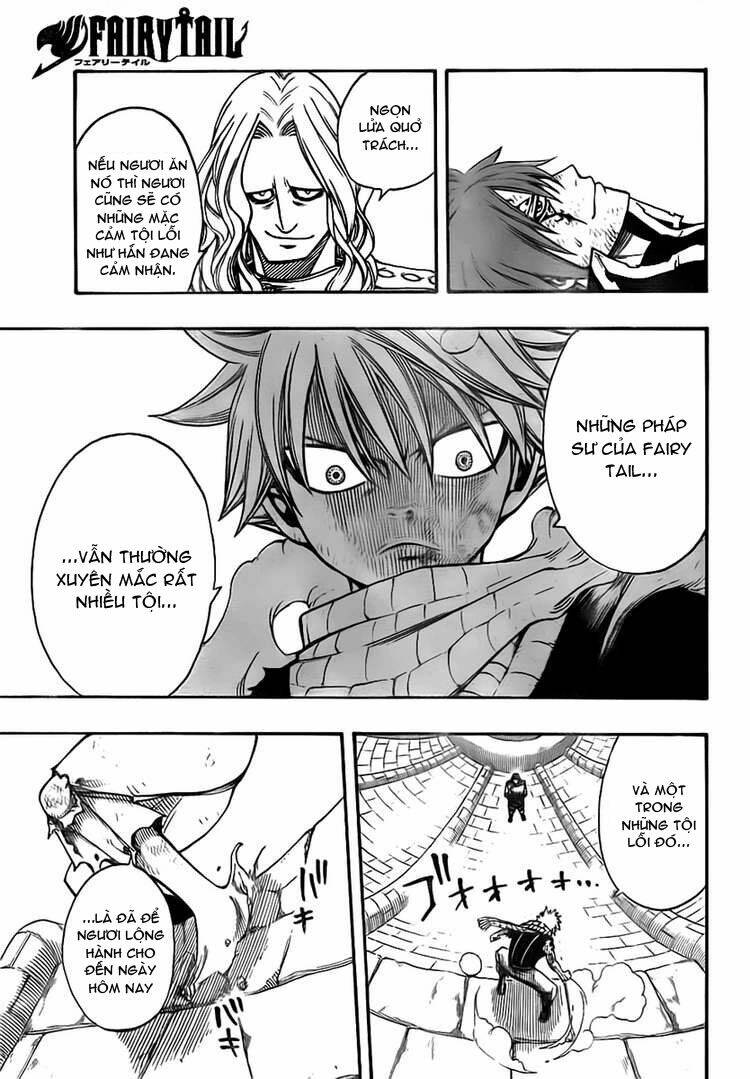 FAIRY TAIL
フェアリーテイル
NGỌN
LỬA QUỞ
TRÁCH...
NẾU NGƯƠI ĂN
NÓ THÌ NGƯƠI
CŨNG SẼ CÓ
NHỮNG MẶC
CẢM TỘI LỖI
NHƯ HẮN ĐANG
CẢM NHẬN.
NHỮNG PHÁP
SƯ CỦA FAIRY
TAIL...
...VẪN THƯỜNG
XUYÊN MẮC RẤT
NHIỀU TỘI...
VÀ MỘT
TRONG
NHŨNG TỘI
LỖI ĐÓ...
ブォォォォ...
...LÀ ĐÃ ĐỂ
NGƯƠI LỘNG
HÀNH CHO
ĐẾN NGÀY
HÔM NAY
バキ
バキ